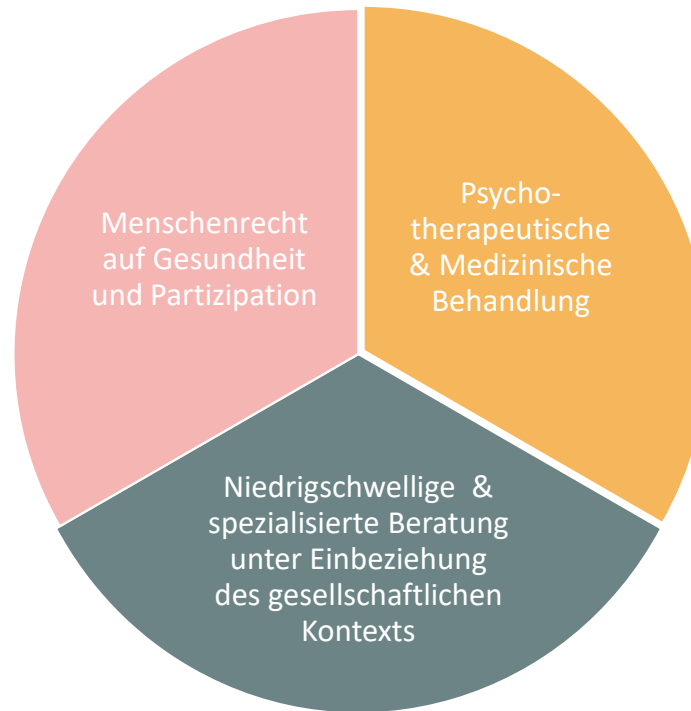 Menschenrecht
auf Gesundheit
und Partizipation
Psycho-
therapeutische
& Medizinische
Behandlung
Niedrigschwellige  &
spezialisierte Beratung
unter Einbeziehung
des gesellschaftlichen
Kontexts